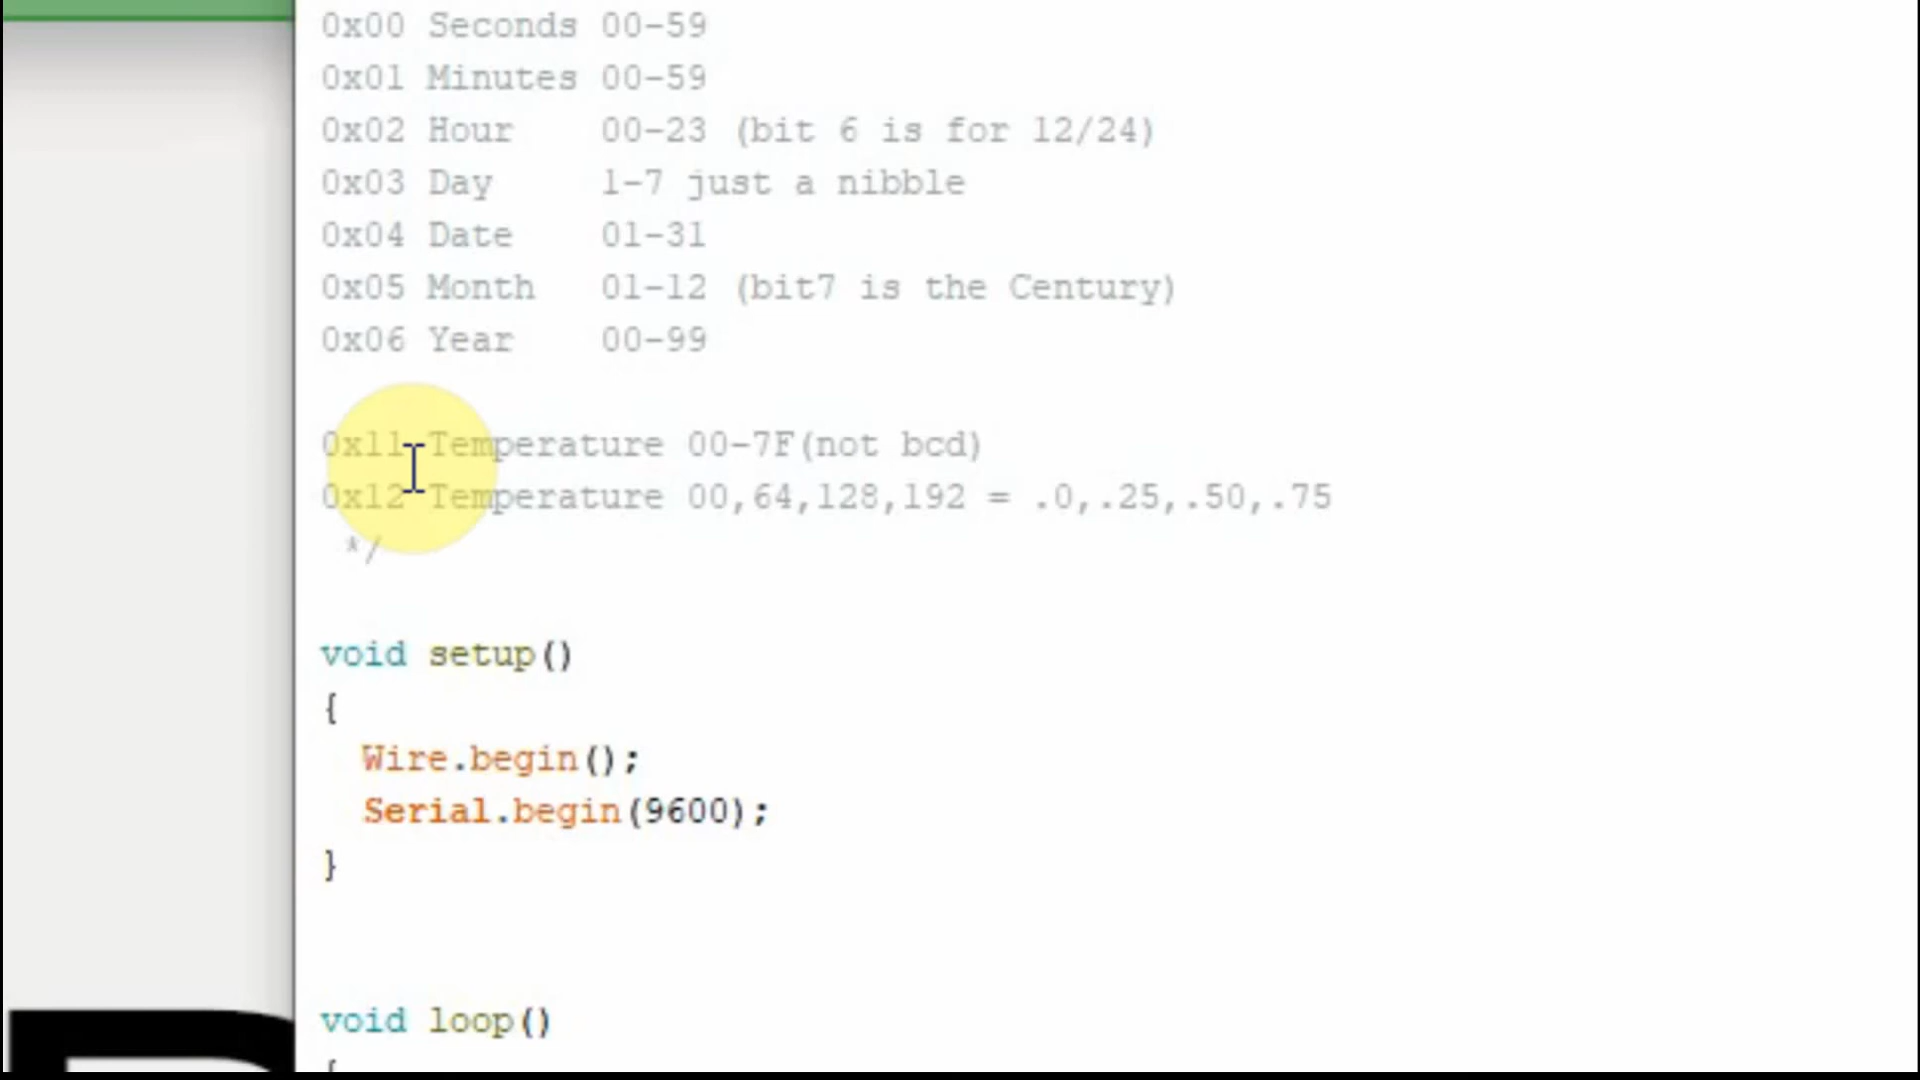 0x00 Seconds 00-59
0x01 Minutes 00-59
0x02 Hour    00-23 (bit 6 is for 12/24)
0x03 Day     1-7 just a nibble
0x04 Date    01-31
0x05 Month   01-12 (bit7 is the Century)
0x06 Year    00-99
0x11 Temperature 00-7F(not bcd)
0x12 Temperature 00,64,128,192 = .0,.25,.50,.75
*/
void setup()
{
Wire.begin();
Serial.begin(9600);
}
void loop()
{